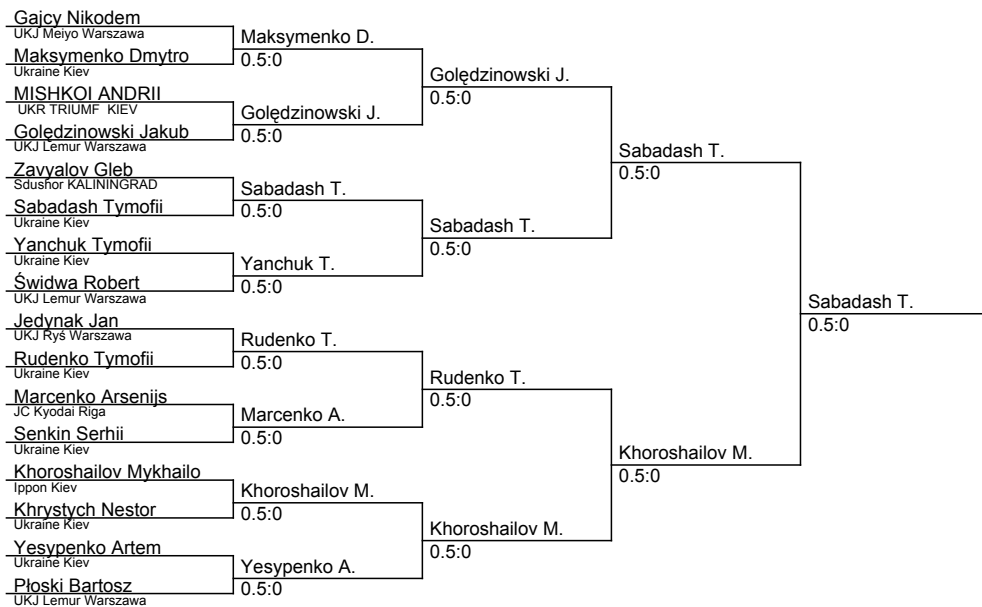 Gajcy Nikodem
UKJ Meiyo Warszawa
Maksymenko Dmytro
Ukraine Kiev
MISHKOI ANDRII
UKR TRIUMF KIEV
Golędzinowski Jakub
UKJ Lemur Warszawa
Zavyalov Gleb
Sdushor KALININGRAD
Sabadash Tymofii
Ukraine Kiev
Yanchuk Tymofii
Ukraine Kiev
Świdwa Robert
UKJ Lemur Warszawa
Jedynak Jan
UKJ Ryś Warszawa
Rudenko Tymofii
Ukraine Kiev
Marcenko Arsenijs
JC Kyodai Riga
Senkin Serhii
Ukraine Kiev
Khoroshailov Mykhailo
Ippon Kiev
Khrystych Nestor
Ukraine Kiev
Yesypenko Artem
Ukraine Kiev
Płoski Bartosz
UKJ Lemur Warszawa
Maksymenko D.
0.5:0
Golędzinowski J.
0.5:0
Sabadash T.
0.5:0
Yanchuk T.
0.5:0
Rudenko T.
0.5:0
Marcenko A.
0.5:0
Khoroshailov M.
0.5:0
Yesypenko A.
0.5:0
Golędzinowski J.
0.5:0
Sabadash T.
0.5:0
Rudenko T.
0.5:0
Khoroshailov M.
0.5:0
Sabadash T.
0.5:0
Khoroshailov M.
0.5:0
Sabadash T.
0.5:0